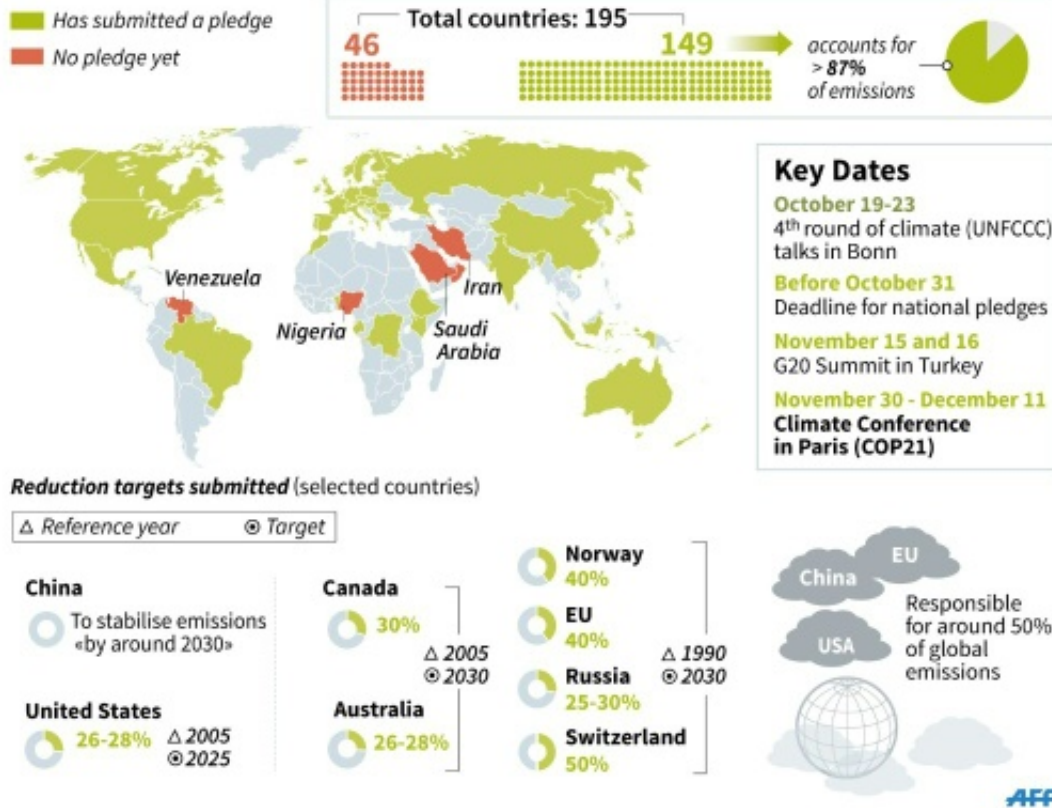 Has submitted a pledge
No pledge yet
Total countries: 195
46
149
accounts for
> 87%
of emissions
Venezuela
Nigeria
Iran
Saudi
Arabia
Key Dates
October 19-23
4th round of climate (UNFCCC)
talks in Bonn
Before October 31
Deadline for national pledges
November 15 and 16
G20 Summit in Turkey
November 30 - December 11
Climate Conference
in Paris (COP21)
Reduction targets submitted (selected countries)
△ Reference year
◉ Target
China
To stabilise emissions
«by around 2030»
United States
26-28%
△ 2005
◉ 2025
Canada
30%
Australia
26-28%
△ 2005
◉ 2030
Norway
40%
EU
40%
Russia
25-30%
Switzerland
50%
△ 1990
◉ 2030
China
EU
USA
Responsible
for around 50%
of global
emissions
AFP